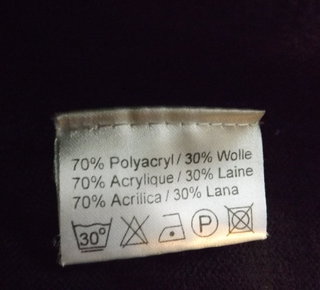 70% Polyacryl / 30% Wolle
70% Acrylique / 30% Laine
70% Acrilica / 30% Lana
30° P